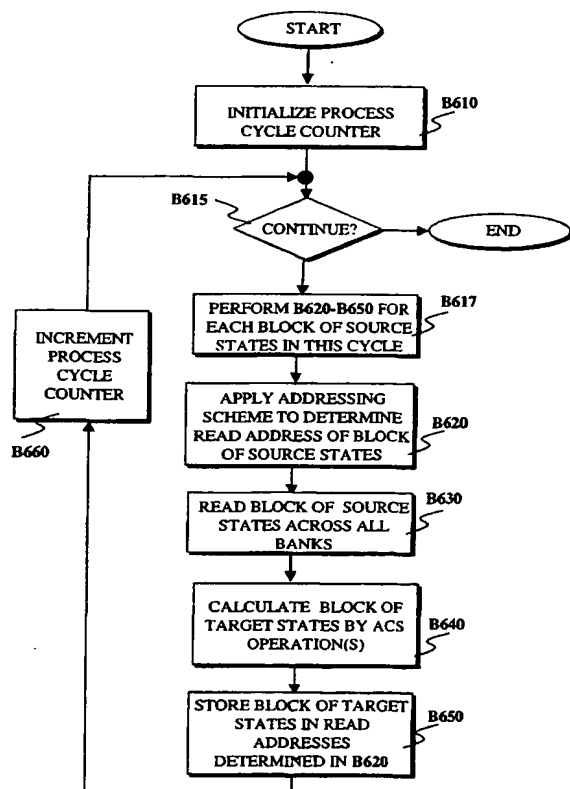 START
INITIALIZE PROCESS
CYCLE COUNTER
B610
B615
CONTINUE?
END
PERFORM B620-B650 FOR
EACH BLOCK OF SOURCE
STATES IN THIS CYCLE
B617
INCREMENT
PROCESS
CYCLE
COUNTER
B660
APPLY ADDRESSING
SCHEME TO DETERMINE
READ ADDRESS OF BLOCK
OF SOURCE STATES
B620
READ BLOCK OF SOURCE
STATES ACROSS ALL
BANKS
B630
CALCULATE BLOCK OF
TARGET STATES BY ACS
OPERATION(S)
B640
STORE BLOCK OF TARGET
STATES IN READ
ADDRESSES
DETERMINED IN B620
B650